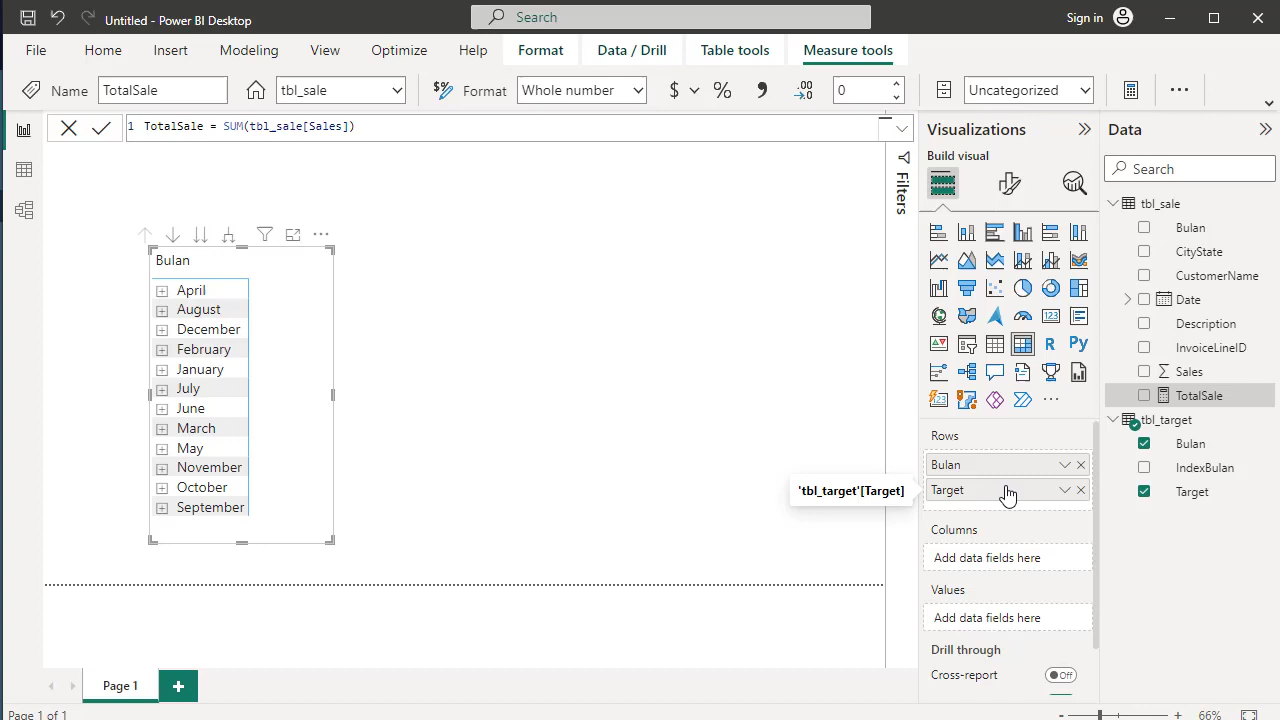 Untitled - Power BI Desktop
Search
Sign in
File
Home
Insert
Modeling
View
Optimize
Help
Format
Data / Drill
Table tools
Measure tools
Name
TotalSale
tbl_sale
Format
Whole number
$
%
,
.00
0
Uncategorized
1 TotalSale = SUM(tbl_sale[Sales])
Filters
Bulan
April
August
December
February
January
July
June
March
May
November
October
September
Visualizations
Build visual
123
R
Py
123
Rows
Bulan
Target
'tbl_target'[Target]
Columns
Add data fields here
Values
Add data fields here
Drill through
Cross-report
Off
Data
Search
tbl_sale
Bulan
CityState
CustomerName
Date
Description
InvoiceLineID
Sales
TotalSale
tbl_target
Bulan
IndexBulan
Target
Page 1
Page 1 of 1
66%